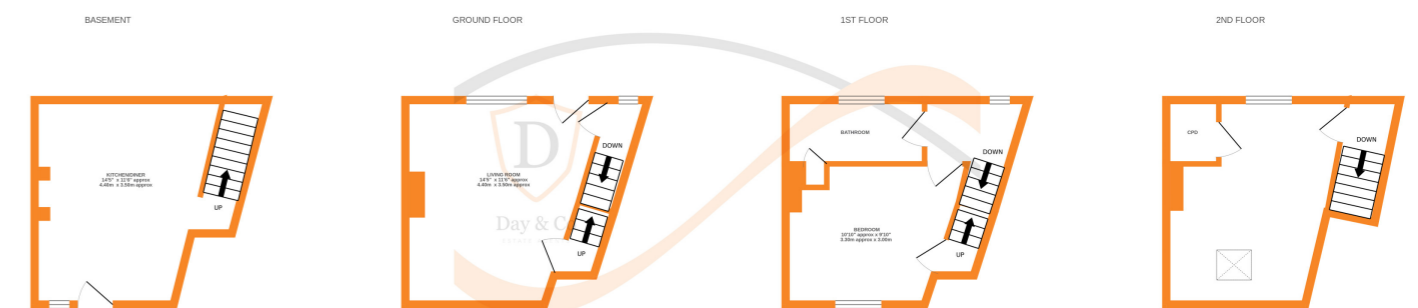 BASEMENT
GROUND FLOOR
1ST FLOOR
2ND FLOOR
KITCHEN/DINER
14'5" x 11'6" approx
4.40m x 3.50m approx
UP
DOWN
LIVING ROOM
14'5" x 11'6" approx
4.40m x 3.50m approx
UP
D
Day & C
BATHROOM
DOWN
BEDROOM
10'10" approx x 9'10"
3.30m approx x 3.00m
UP
CPD
DOWN